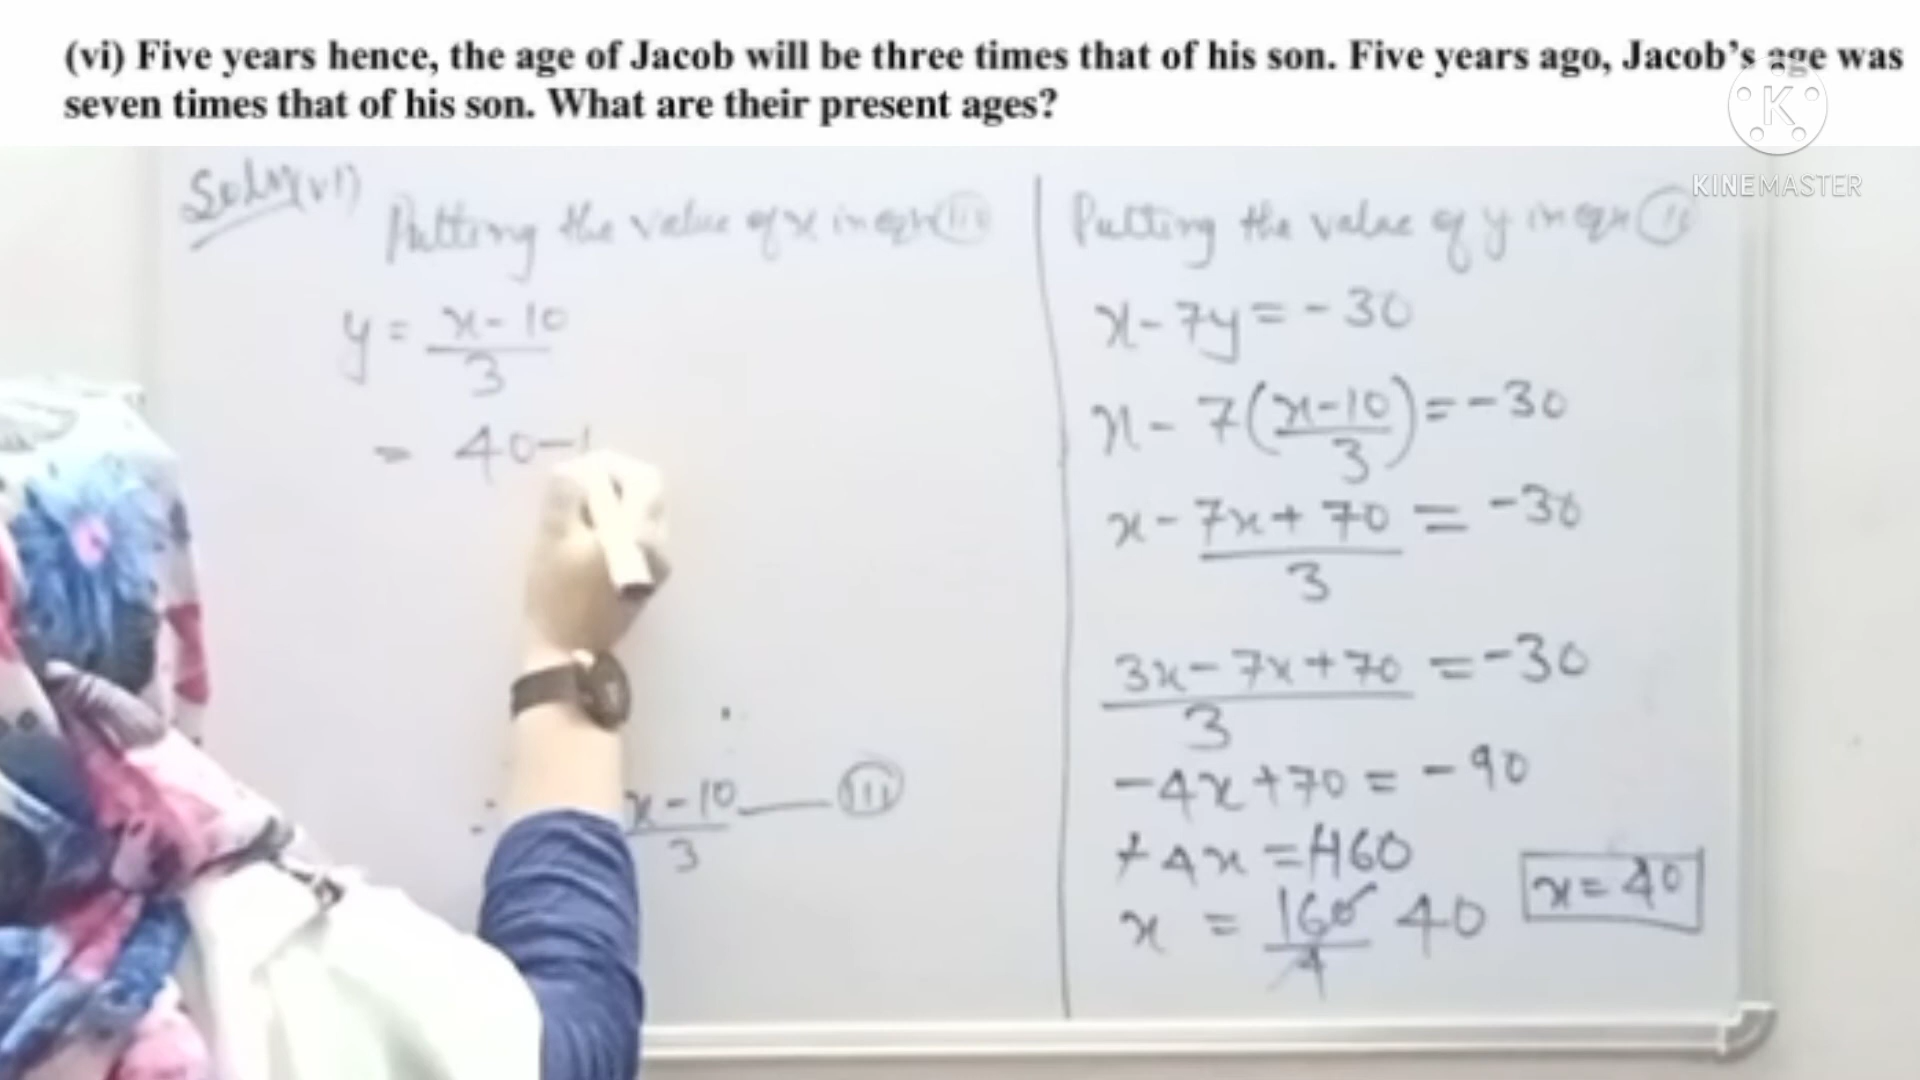 (vi) Five years hence, the age of Jacob will be three times that of his son. Five years ago, Jacob's age was
seven times that of his son. What are their present ages?
KINEMASTER
Soln(vi)
Putting the value of x in eqn (iii)
y = x - 10 / 3
= 40 - 1
x - 10 / 3 —— (iii)
Putting the value of y in eqn (ii)
x - 7y = -30
x - 7(x - 10 / 3) = -30
x - 7x + 70 / 3 = -30
3x - 7x + 70 / 3 = -30
-4x + 70 = -90
+4x = +160
x = 160 / 4 40
x = 40